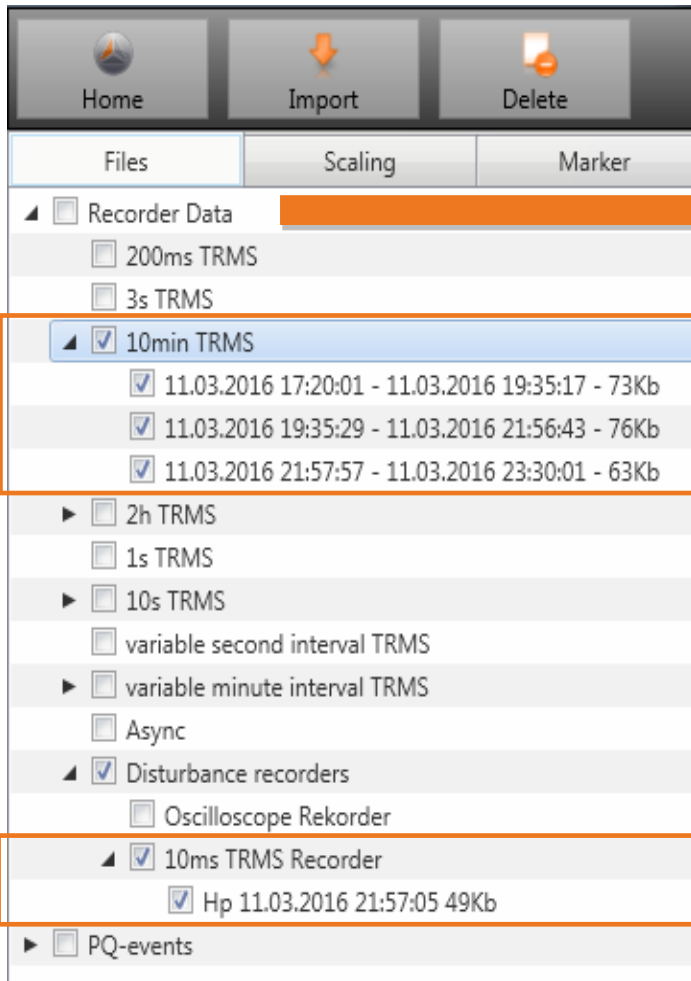 Home Import Delete
Files Scaling Marker
Recorder Data
200ms TRMS
3s TRMS
10min TRMS
11.03.2016 17:20:01 - 11.03.2016 19:35:17 - 73Kb
11.03.2016 19:35:29 - 11.03.2016 21:56:43 - 76Kb
11.03.2016 21:57:57 - 11.03.2016 23:30:01 - 63Kb
2h TRMS
1s TRMS
10s TRMS
variable second interval TRMS
variable minute interval TRMS
Async
Disturbance recorders
Oscilloscope Rekorder
10ms TRMS Recorder
Hp 11.03.2016 21:57:05 49Kb
PQ-events